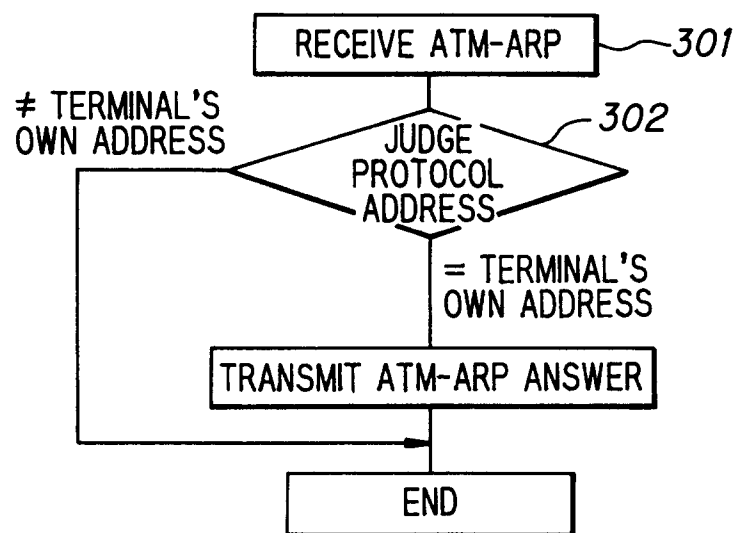 RECEIVE ATM-ARP
301
≠ TERMINAL'S
OWN ADDRESS
302
JUDGE
PROTOCOL
ADDRESS
= TERMINAL'S
OWN ADDRESS
TRANSMIT ATM-ARP ANSWER
END